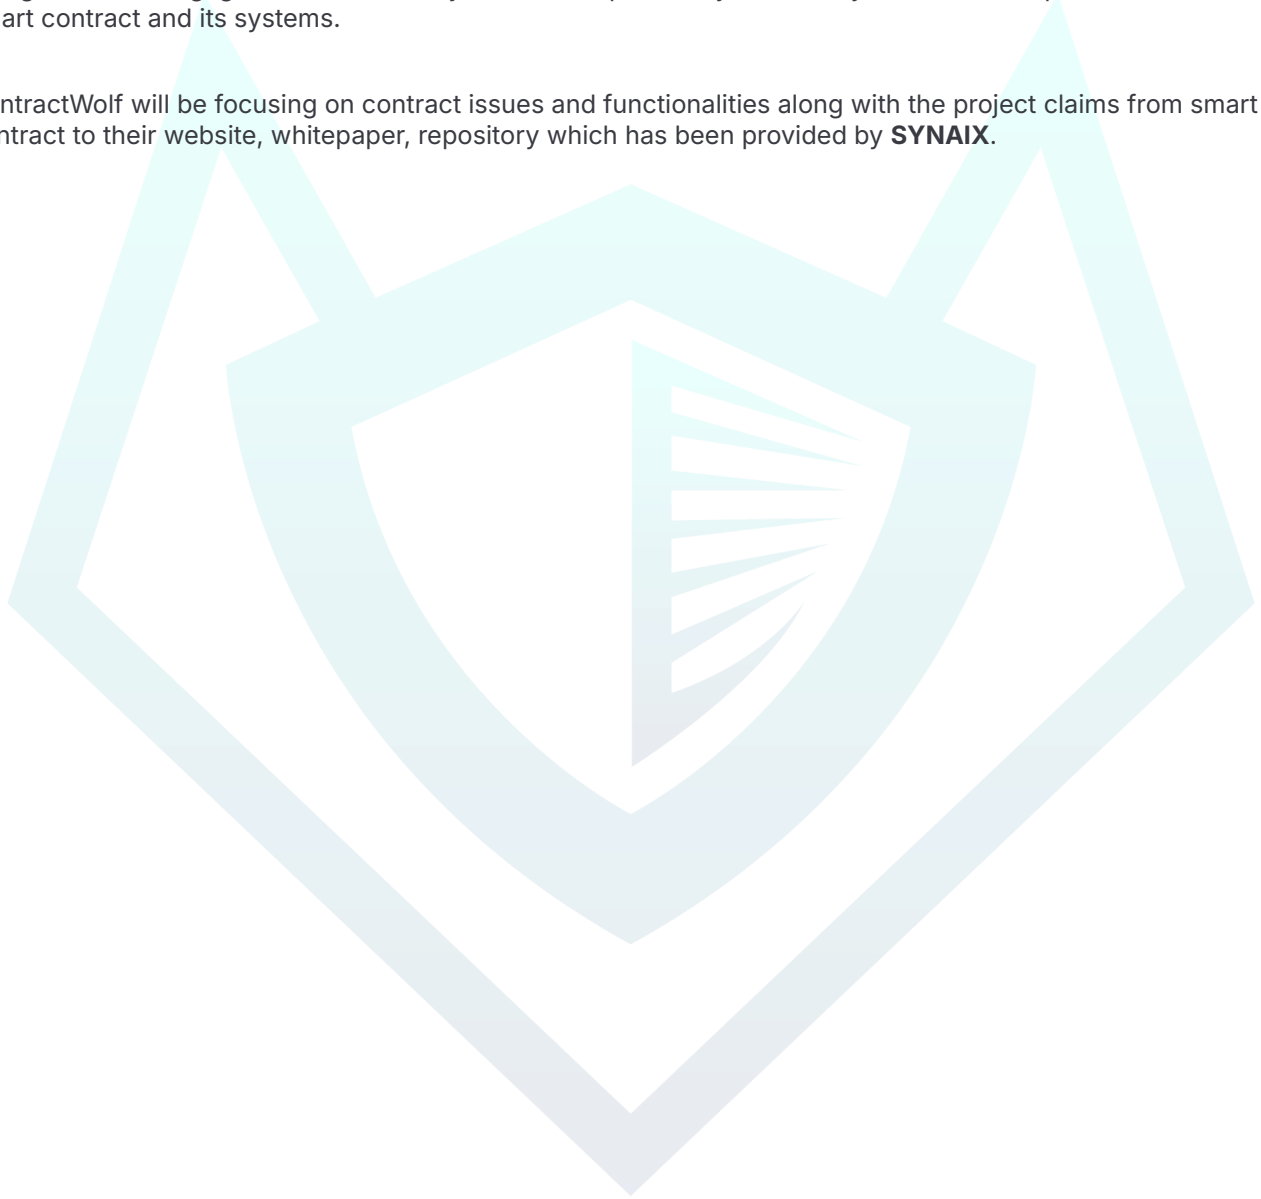 art contract and its systems.
ntractWolf will be focusing on contract issues and functionalities along with the project claims from smart
ntract to their website, whitepaper, repository which has been provided by SYNAIX.